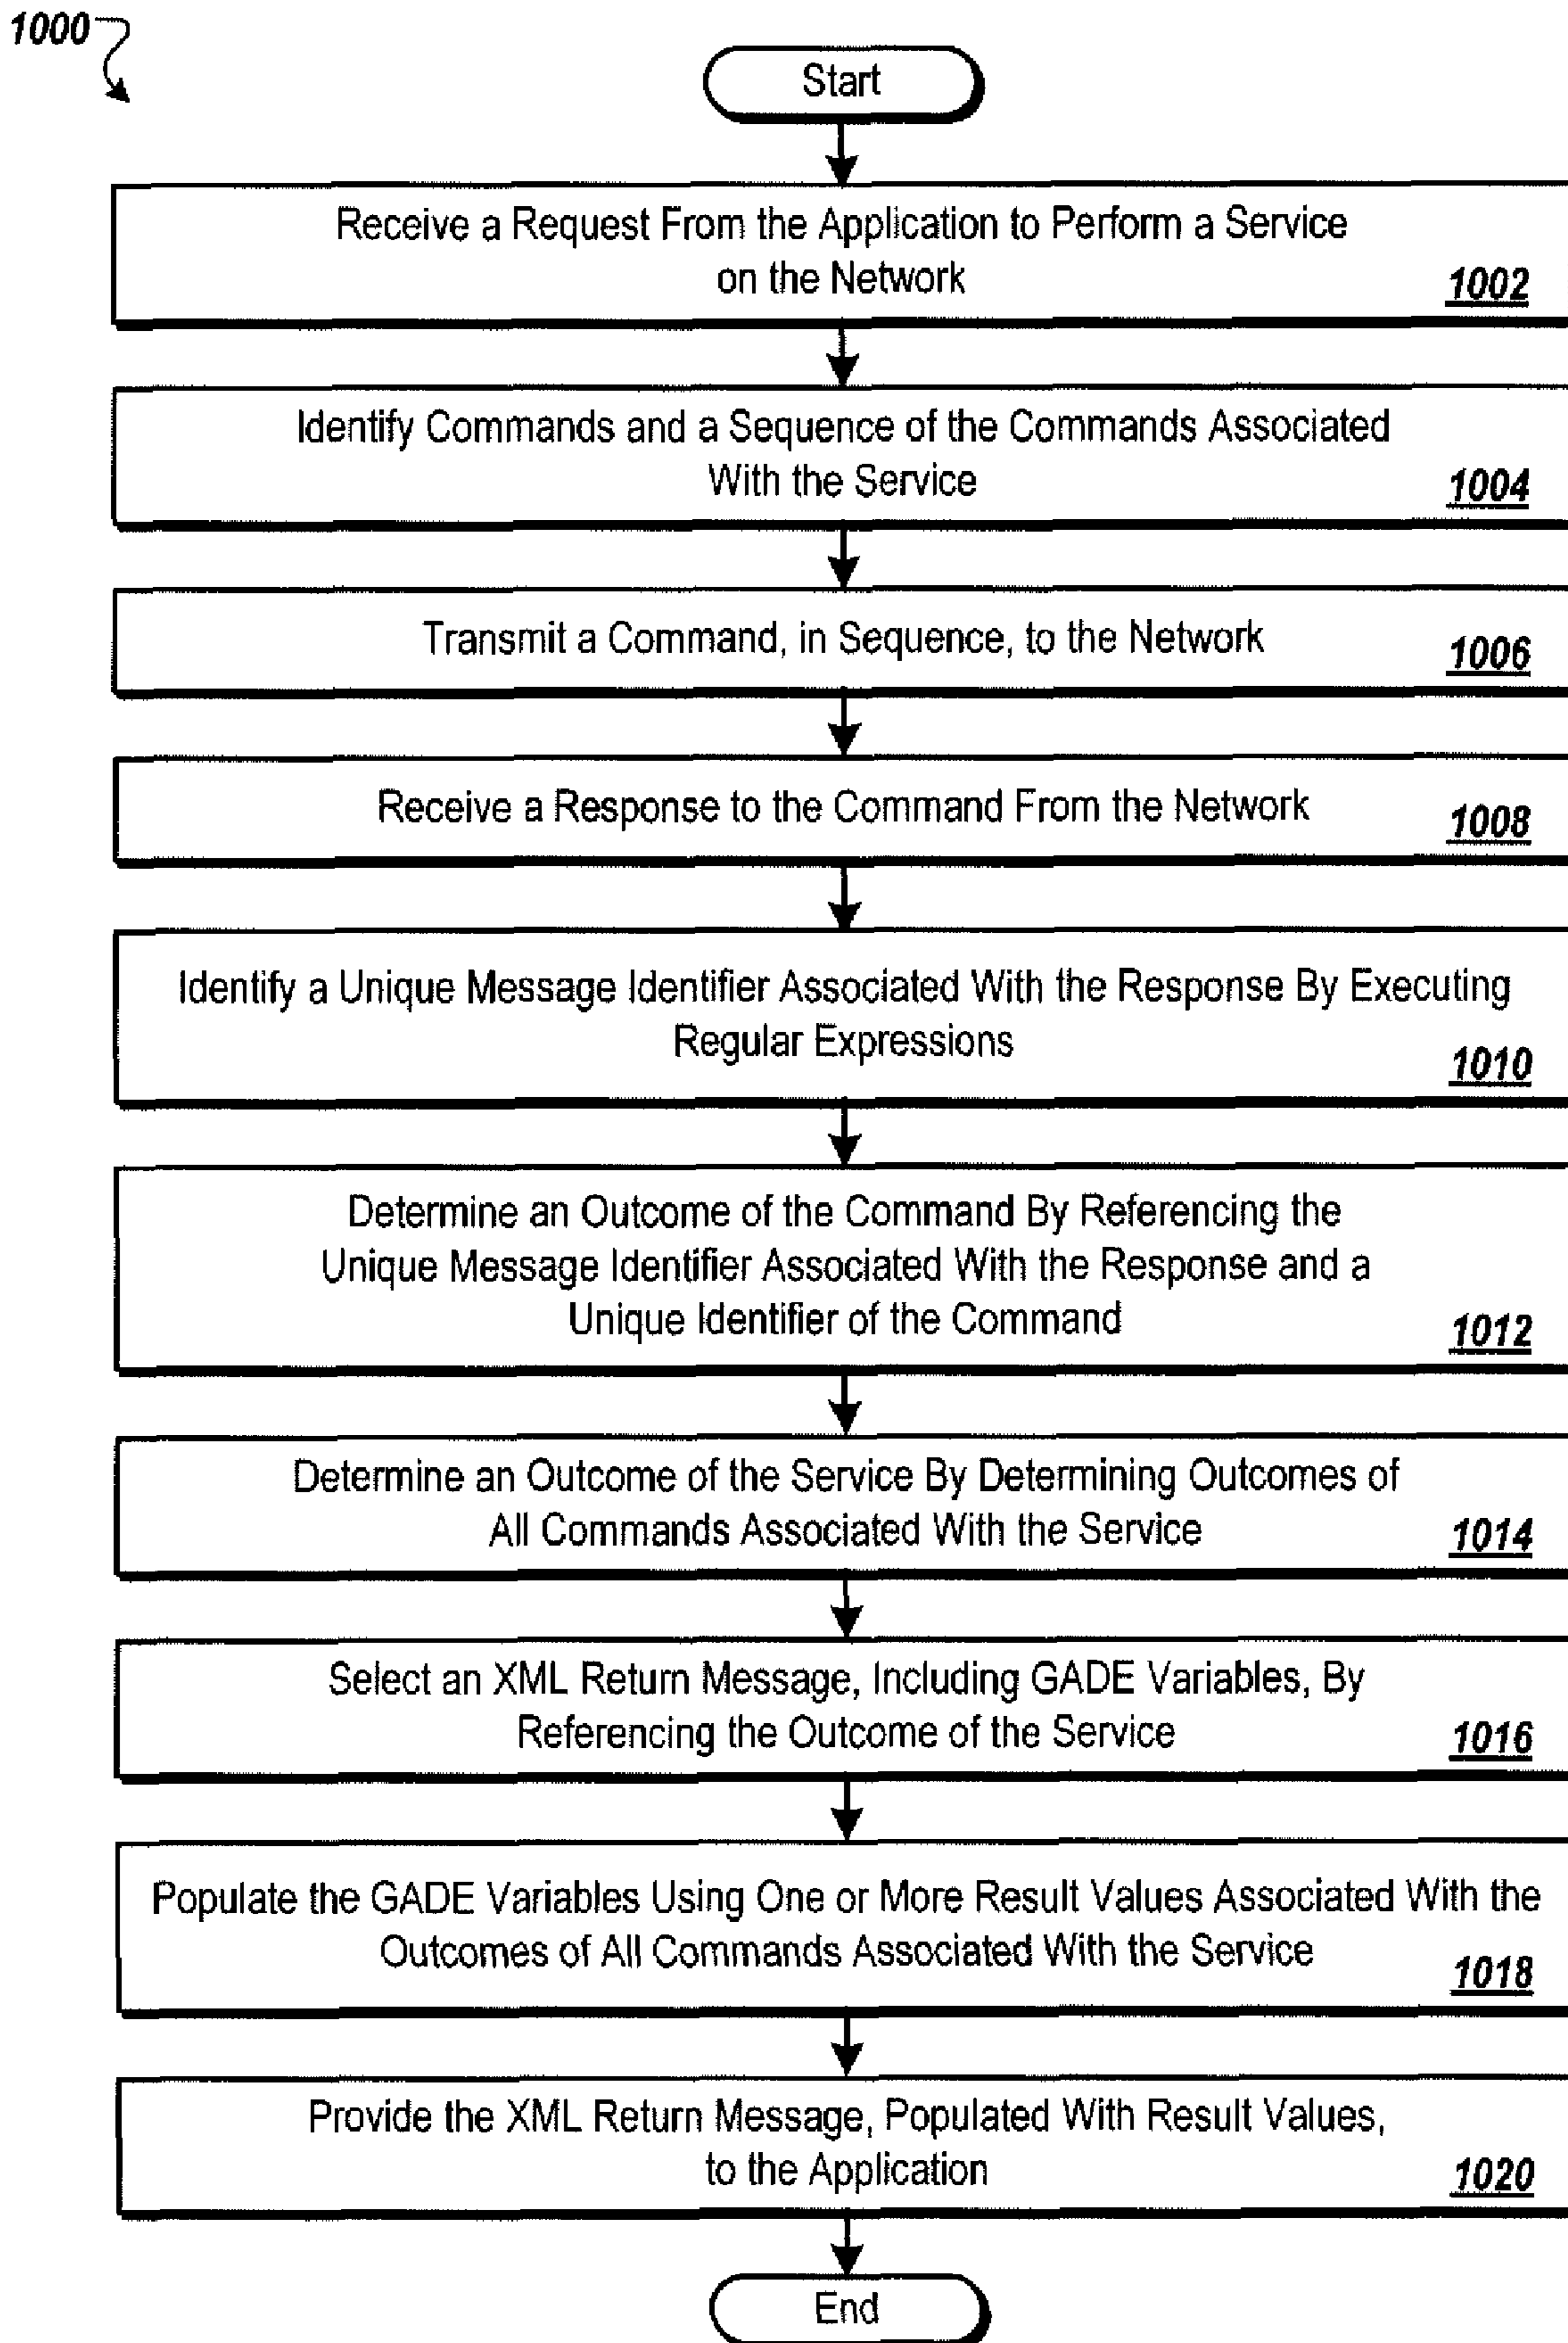 1000
Start
Receive a Request From the Application to Perform a Service
on the Network
1002
Identify Commands and a Sequence of the Commands Associated
With the Service
1004
Transmit a Command, in Sequence, to the Network
1006
Receive a Response to the Command From the Network
1008
Identify a Unique Message Identifier Associated With the Response By Executing
Regular Expressions
1010
Determine an Outcome of the Command By Referencing the
Unique Message Identifier Associated With the Response and a
Unique Identifier of the Command
1012
Determine an Outcome of the Service By Determining Outcomes of
All Commands Associated With the Service
1014
Select an XML Return Message, Including GADE Variables, By
Referencing the Outcome of the Service
1016
Populate the GADE Variables Using One or More Result Values Associated With the
Outcomes of All Commands Associated With the Service
1018
Provide the XML Return Message, Populated With Result Values,
to the Application
1020
End